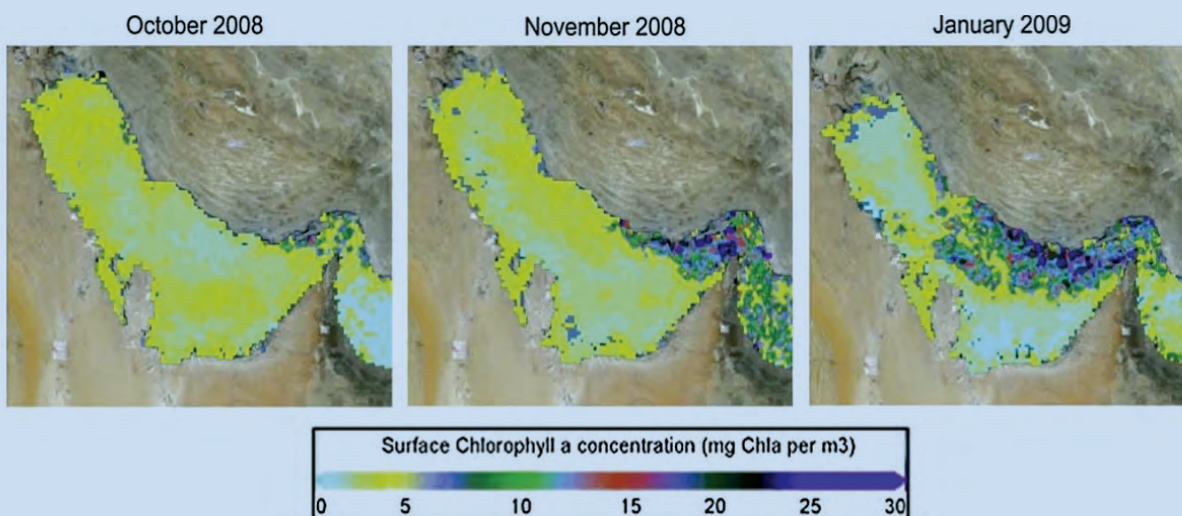 October 2008
November 2008
January 2009
Surface Chlorophyll a concentration (mg Chla per m3)
0 5 10 15 20 25 30